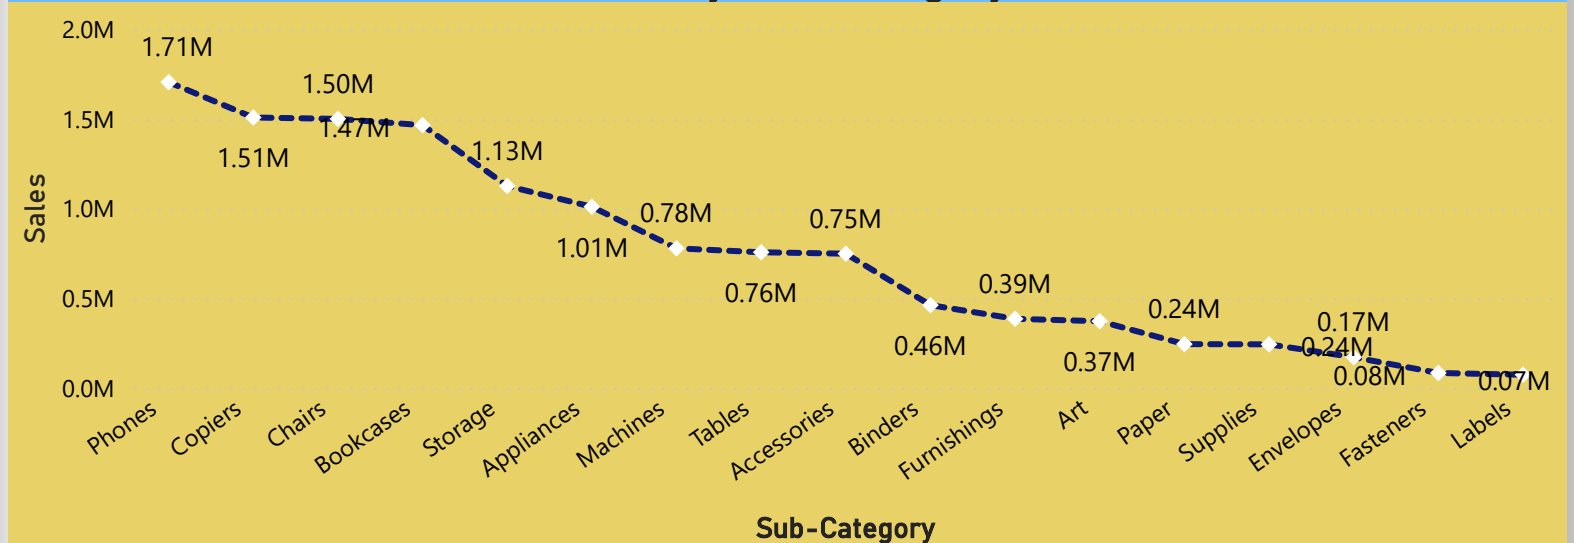 2.0M
1.71M
1.50M
1.5M
1.47M
1.51M
1.13M
Sales
1.0M
0.78M
0.75M
1.01M
0.76M
0.5M
0.39M
0.46M
0.24M
0.17M
0.37M
0.24M
0.08M
0.07M
0.0M
Phones
Copiers
Chairs
Bookcases
Storage
Appliances
Machines
Tables
Accessories
Binders
Furnishings
Art
Paper
Supplies
Envelopes
Fasteners
Labels
Sub-Category